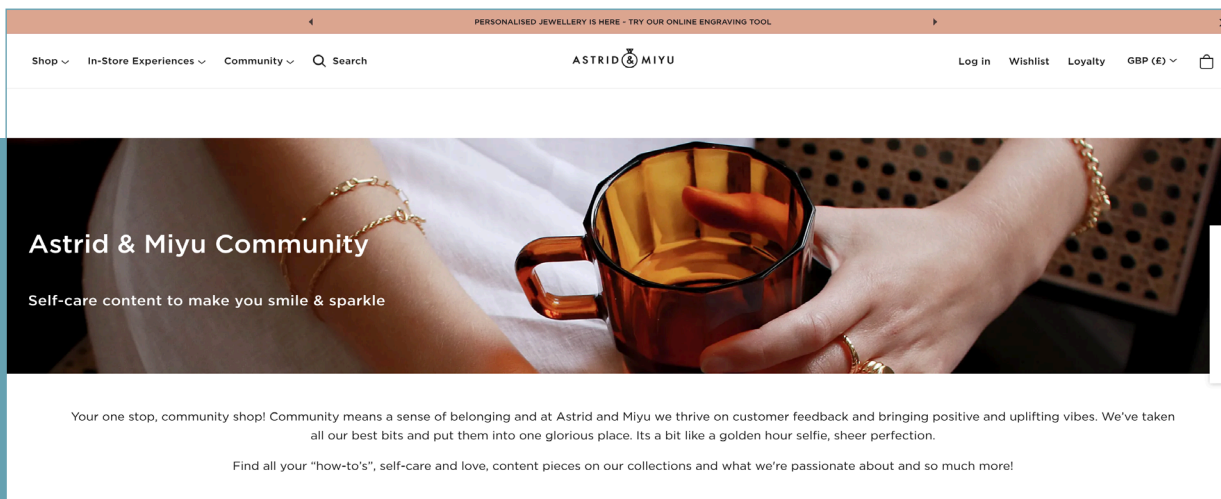 PERSONALISED JEWELLERY IS HERE – TRY OUR ONLINE ENGRAVING TOOL
Shop In-Store Experiences Community Search ASTRID & MIYU Log in Wishlist Loyalty GBP (£)
Astrid & Miyu Community
Self-care content to make you smile & sparkle
Your one stop, community shop! Community means a sense of belonging and at Astrid and Miyu we thrive on customer feedback and bringing positive and uplifting vibes. We've taken
all our best bits and put them into one glorious place. Its a bit like a golden hour selfie, sheer perfection.
Find all your “how-to's”, self-care and love, content pieces on our collections and what we're passionate about and so much more!